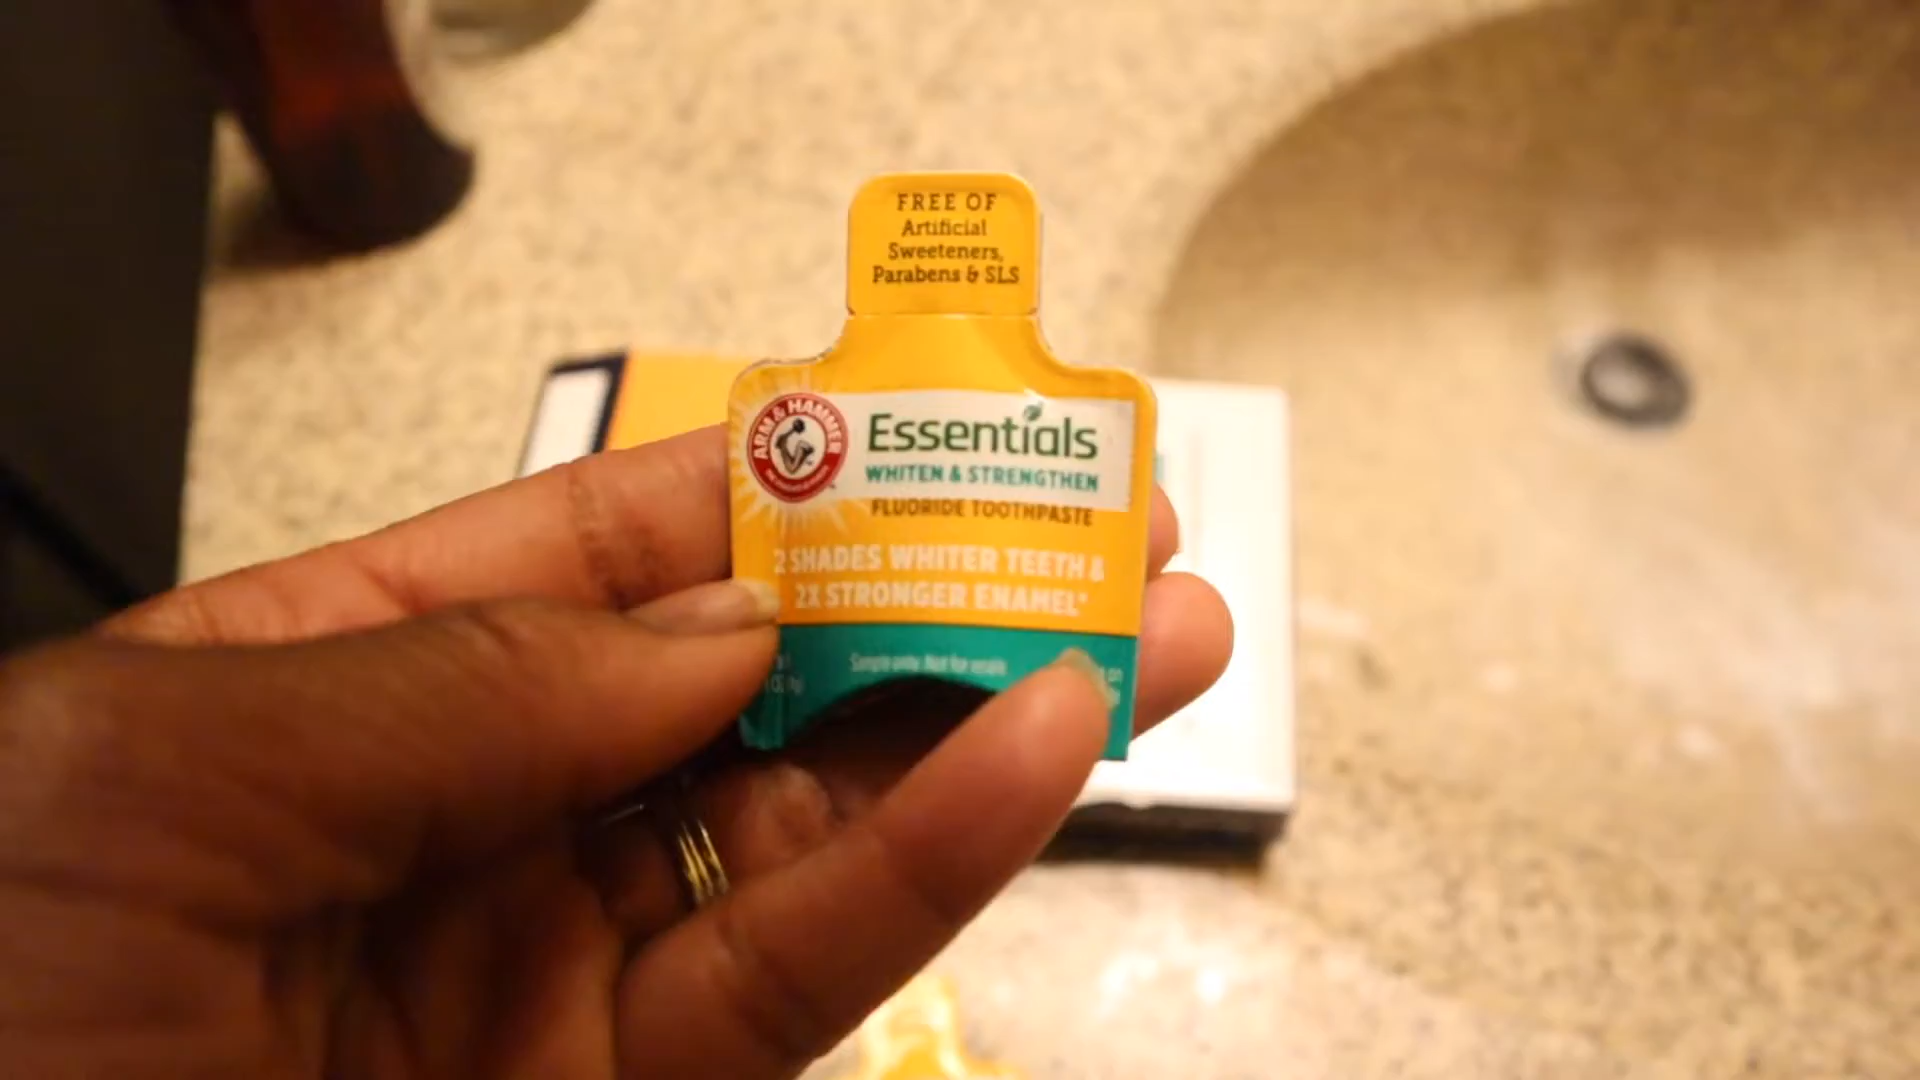 FREE OF
Artificial
Sweeteners,
Parabens & SLS
ARM & HAMMER
Essentials
WHITEN & STRENGTHEN
FLUORIDE TOOTHPASTE
2 SHADES WHITER TEETH &
2X STRONGER ENAMEL*
Sample only. Not for resale.